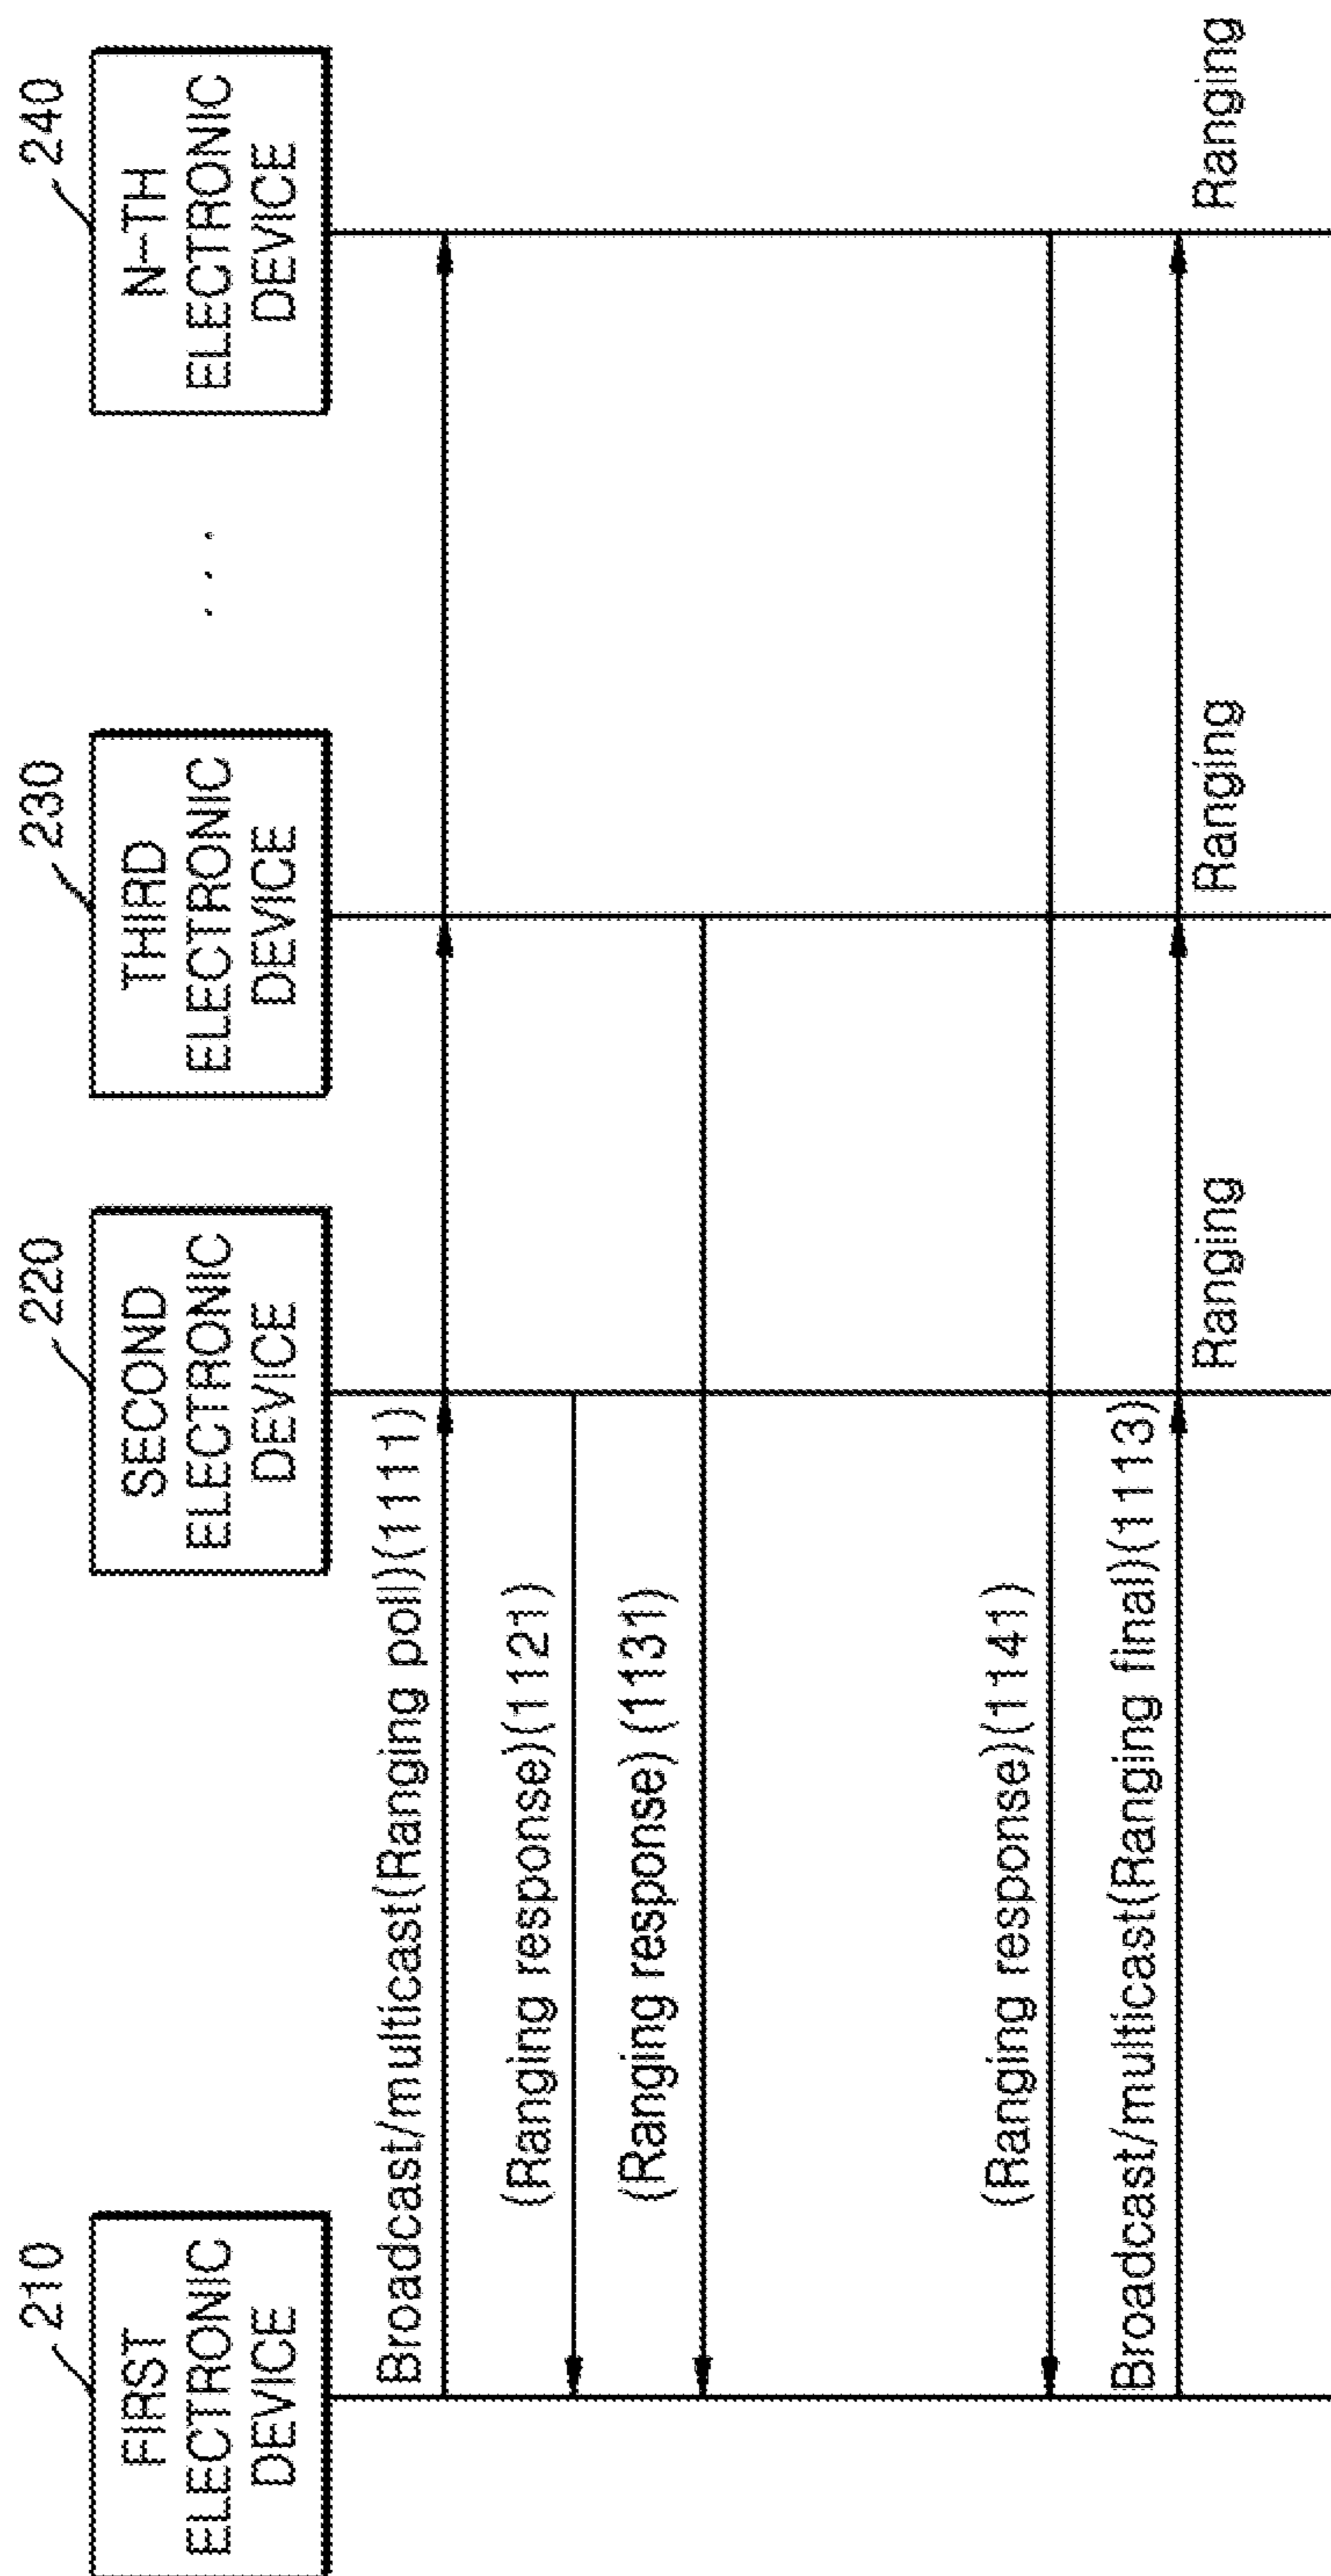 210
FIRST
ELECTRONIC
DEVICE
220
SECOND
ELECTRONIC
DEVICE
230
THIRD
ELECTRONIC
DEVICE
. . .
240
N-TH
ELECTRONIC
DEVICE
Broadcast/multicast(Ranging poll)(1111)
(Ranging response)(1121)
(Ranging response) (1131)
(Ranging response)(1141)
Broadcast/multicast(Ranging final)(1113)
Ranging
Ranging
Ranging